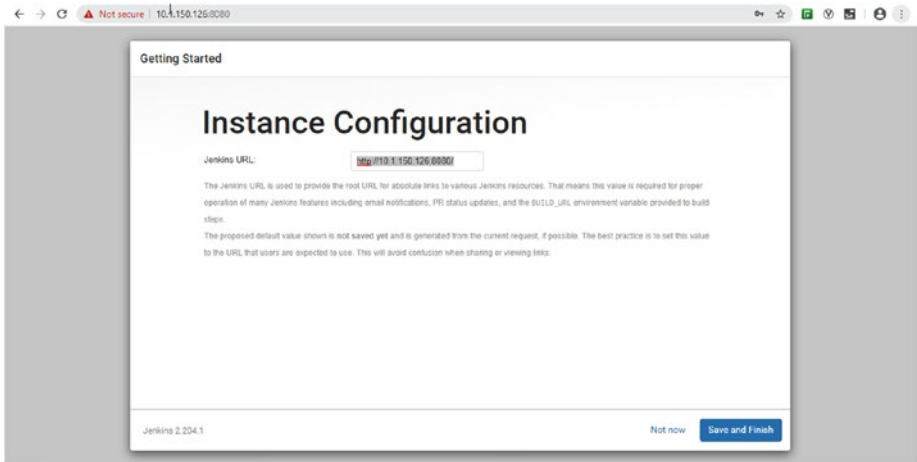 Not secure
10.1.150.126:8080
Getting Started
Instance Configuration
Jenkins URL:
http://10.1.150.126:8080/
The Jenkins URL is used to provide the root URL for absolute links to various Jenkins resources. That means this value is required for proper
operation of many Jenkins features including email notifications, PR status updates, and the BUILD_URL environment variable provided to build
steps.
The proposed default value shown is not saved yet and is generated from the current request, if possible. The best practice is to set this value
to the URL that users are expected to use. This will avoid confusion when sharing or viewing links.
Jenkins 2.204.1
Not now
Save and Finish